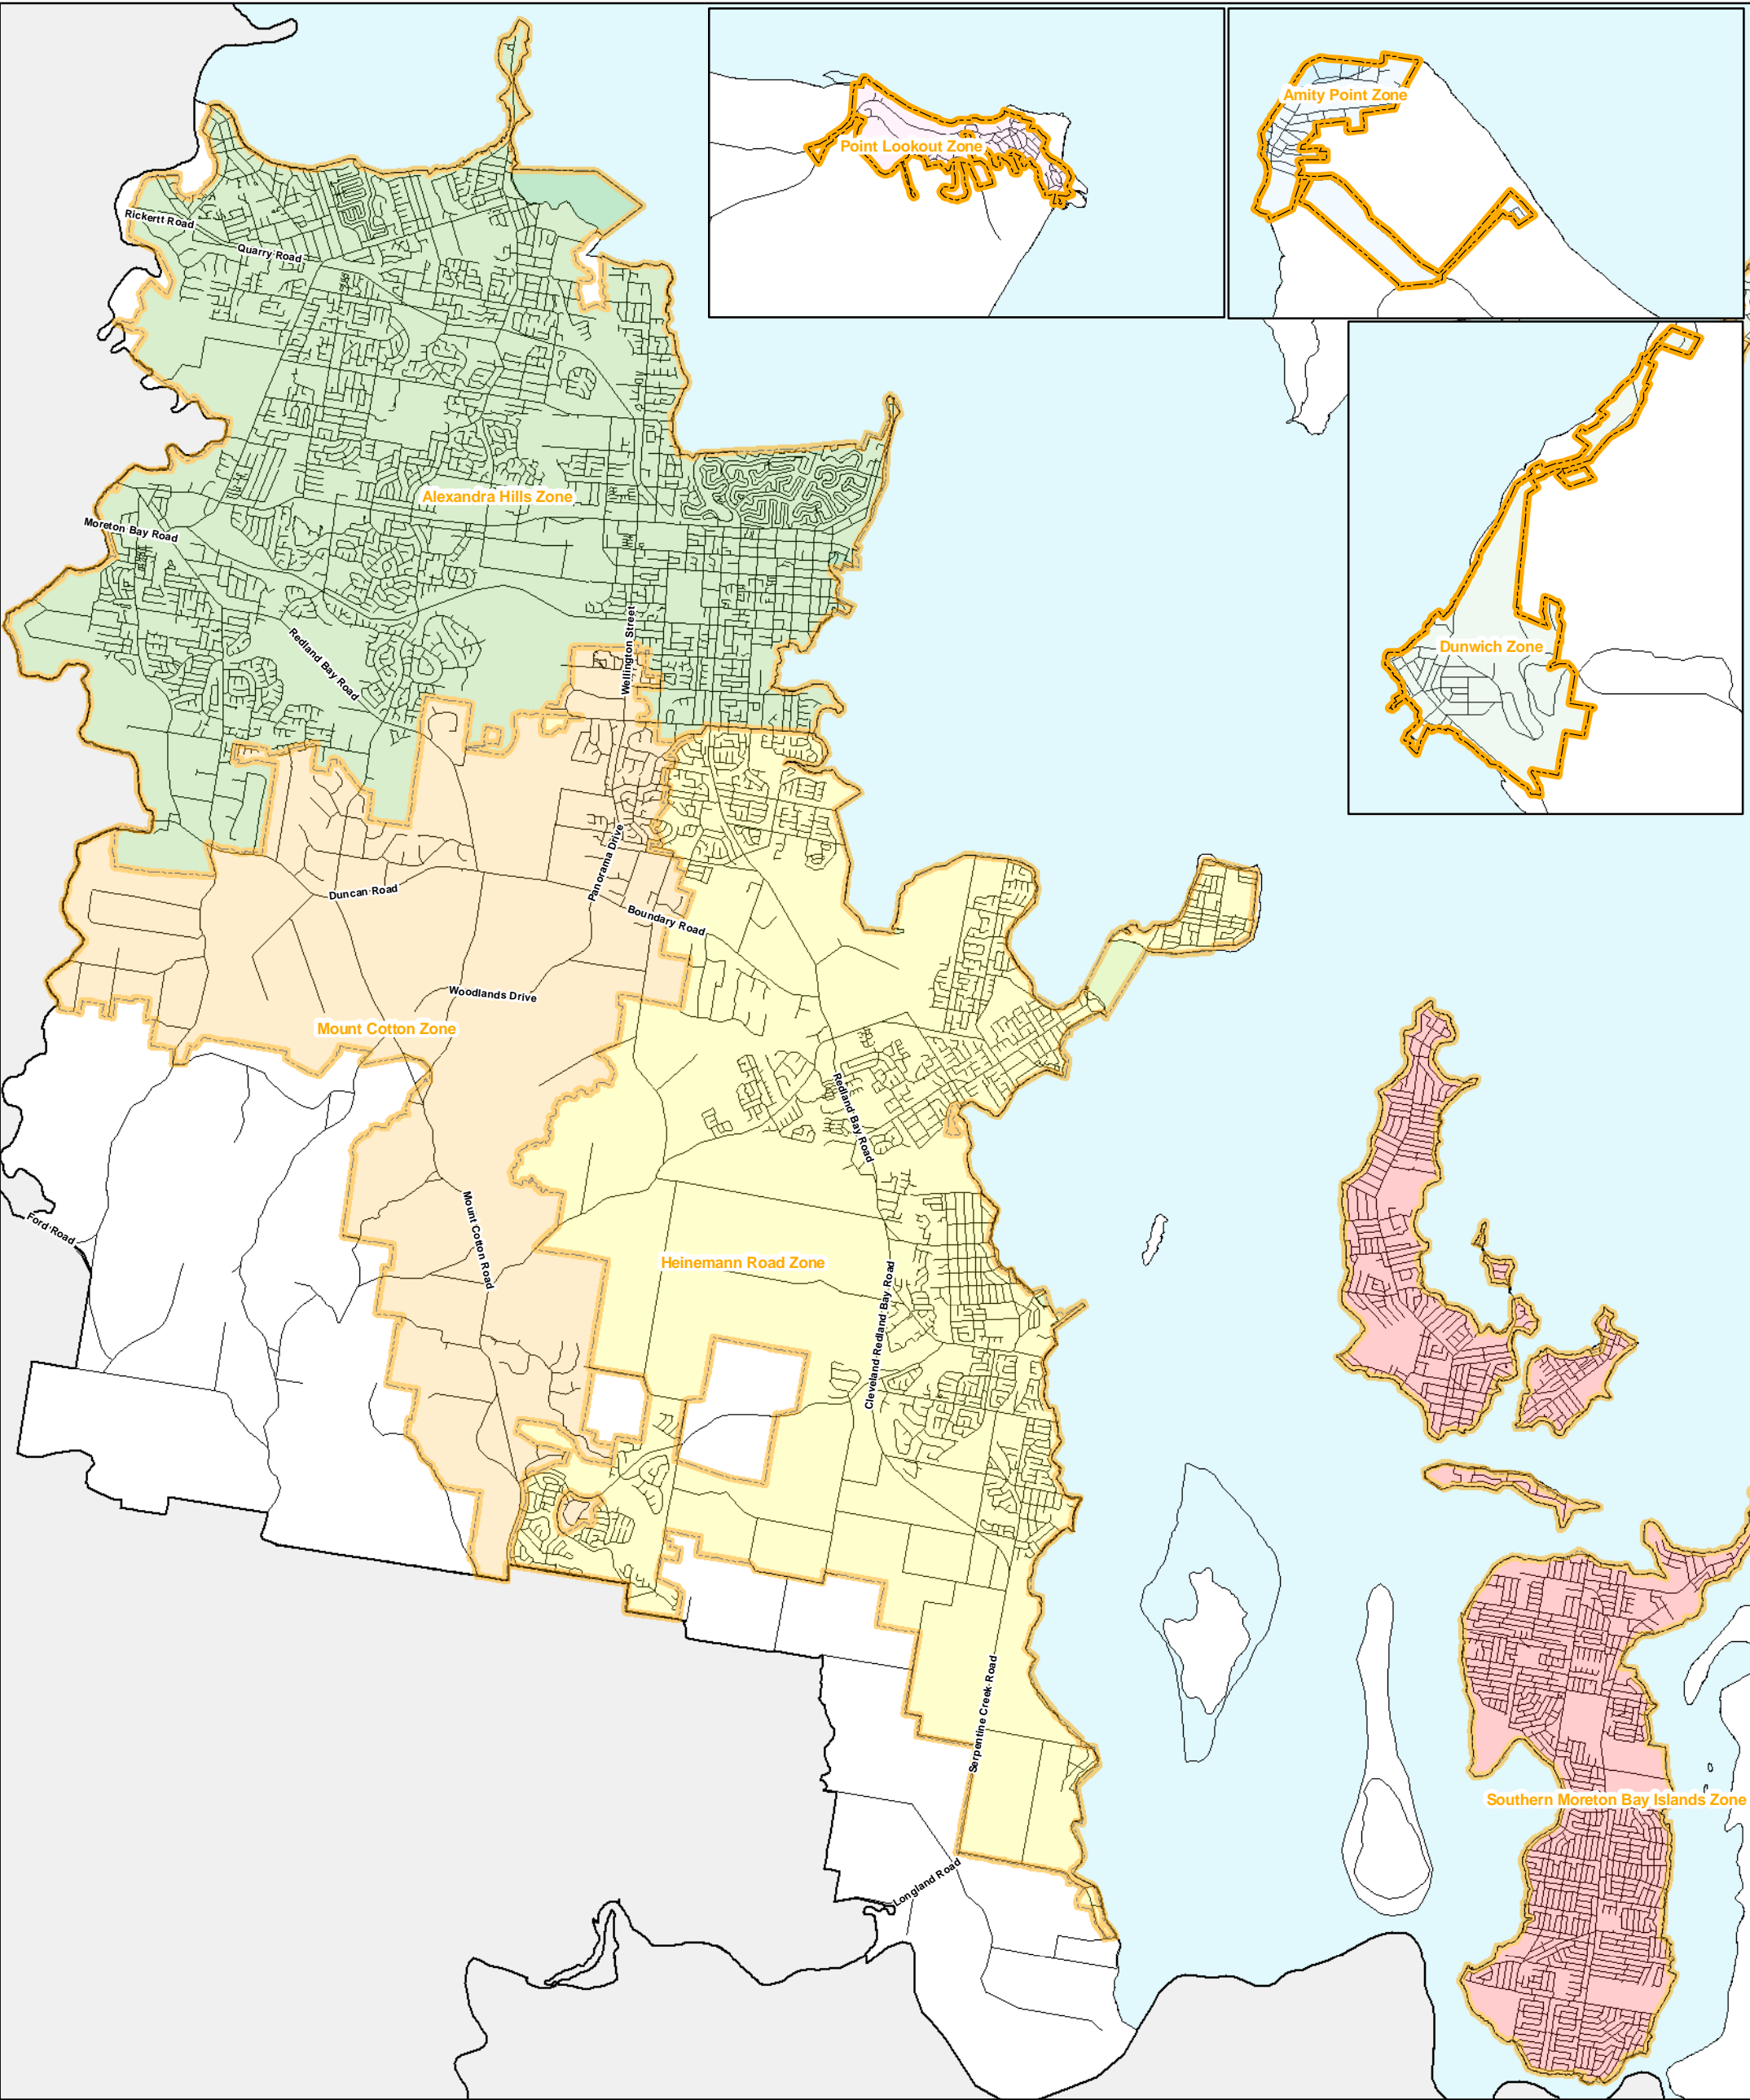 Amity Point Zone
Point Lookout Zone
Rickertt Road
Quarry Road
Alexandra Hills Zone
Moreton Bay Road
Redland Bay Road
Wellington Street
Dunwich Zone
Panorama Drive
Duncan Road
Boundary Road
Woodlands Drive
Mount Cotton Zone
Redland Bay Road
Ford Road
Mount Cotton Road
Heinemann Road Zone
Cleveland Redland Bay Road
Serpentine Creek Road
Southern Moreton Bay Islands Zone
Longland Road